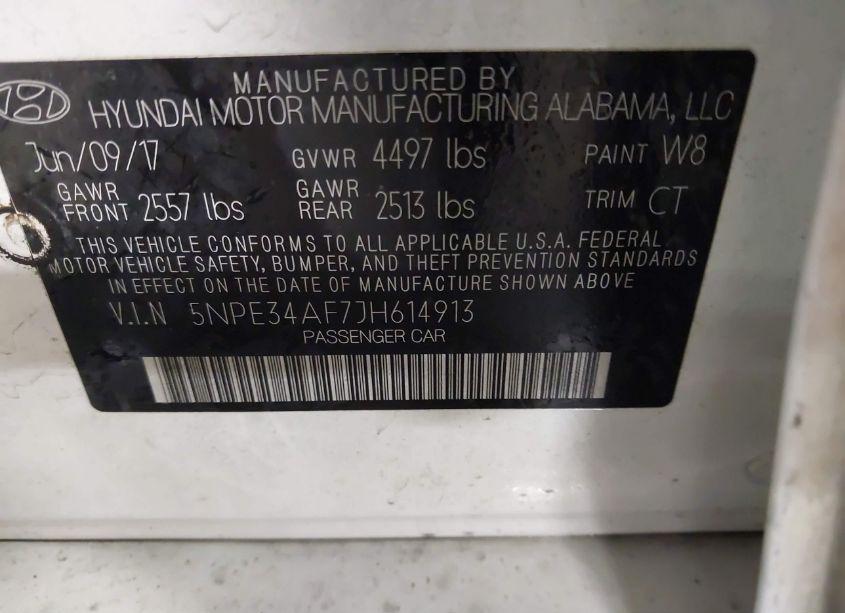 MANUFACTURED BY
HYUNDAI MOTOR MANUFACTURING ALABAMA, LLC
Jun/09/17 GVWR 4497 lbs PAINT W8
GAWR FRONT 2557 lbs GAWR REAR 2513 lbs TRIM CT
THIS VEHICLE CONFORMS TO ALL APPLICABLE U.S.A. FEDERAL
MOTOR VEHICLE SAFETY, BUMPER, AND THEFT PREVENTION STANDARDS
IN EFFECT ON THE DATE OF MANUFACTURE SHOWN ABOVE
V.I.N 5NPE34AF7JH614913
PASSENGER CAR